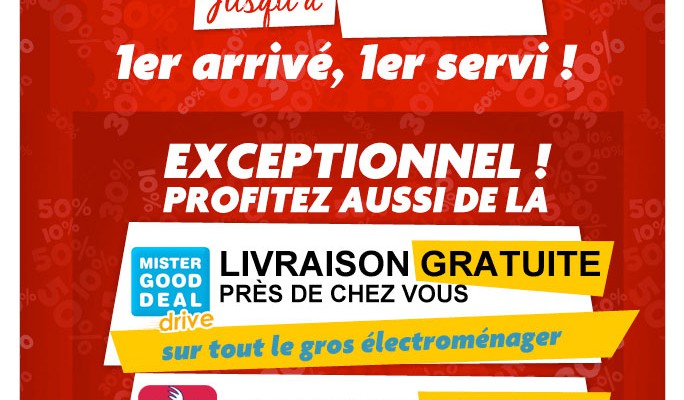 Jusqu'à
1er arrivé, 1er servi !
EXCEPTIONNEL !
PROFITEZ AUSSI DE LA
MISTER
GOOD
DEAL
drive
LIVRAISON GRATUITE
PRÈS DE CHEZ VOUS
sur tout le gros électroménager